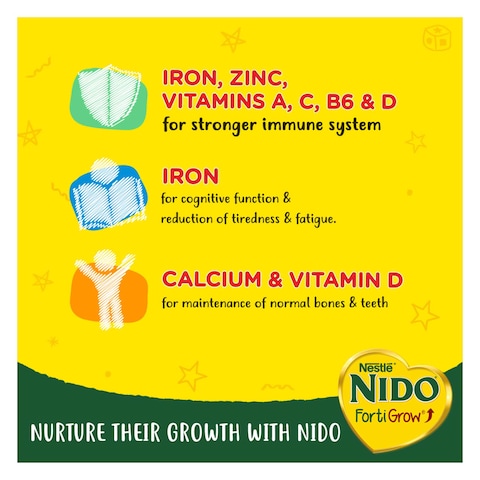 IRON, ZINC,
VITAMINS A, C, B6 & D
for stronger immune system
IRON
for cognitive function &
reduction of tiredness & fatigue.
CALCIUM & VITAMIN D
for maintenance of normal bones & teeth
Nestlé
NIDO®
FortiGrow®
NURTURE THEIR GROWTH WITH NIDO